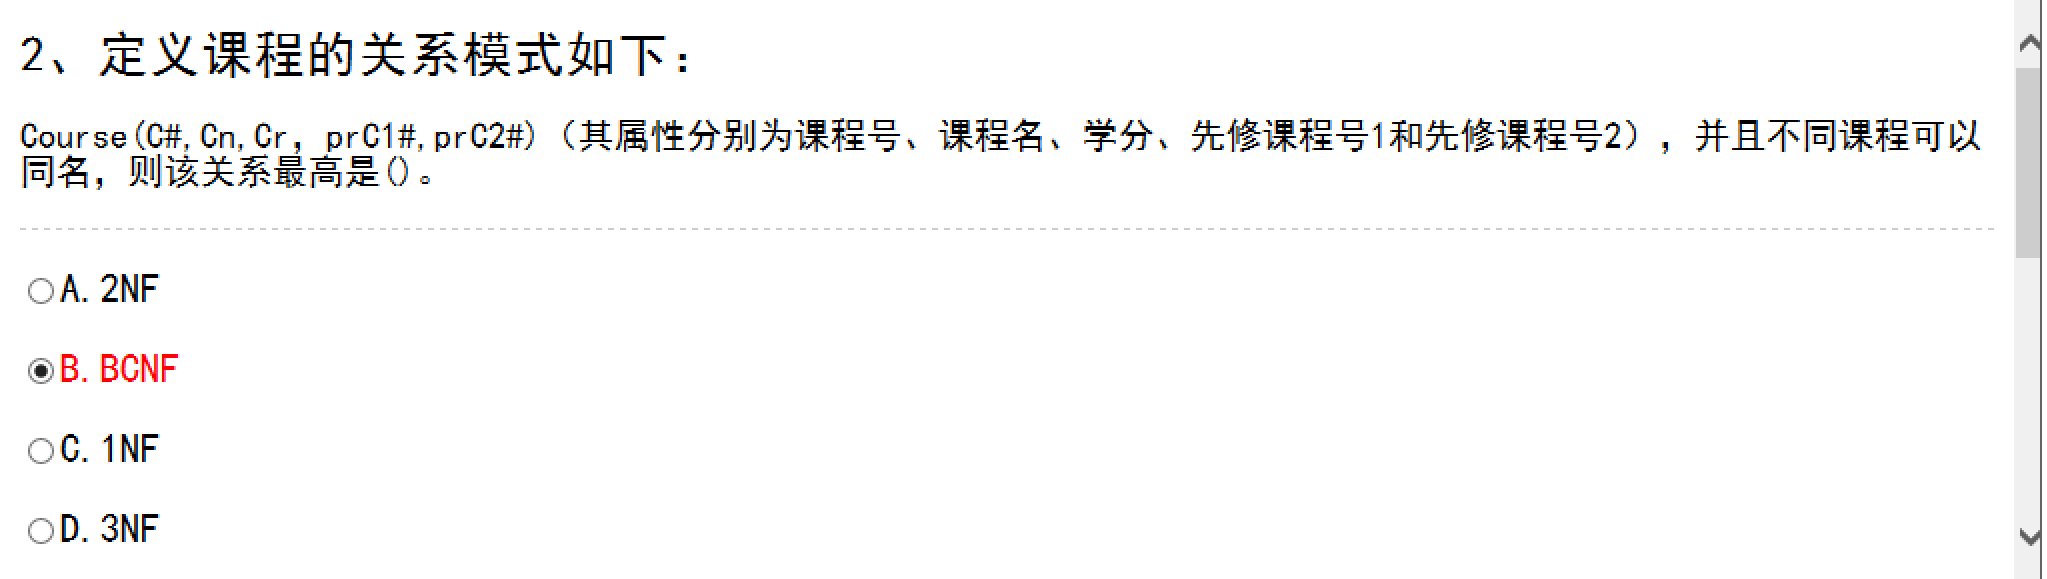 2、定义课程的关系模式如下：
Course(C#,Cn,Cr，prC1#,prC2#)（其属性分别为课程号、课程名、学分、先修课程号1和先修课程号2），并且不同课程可以
同名，则该关系最高是()。
A. 2NF
B. BCNF
C. 1NF
D. 3NF